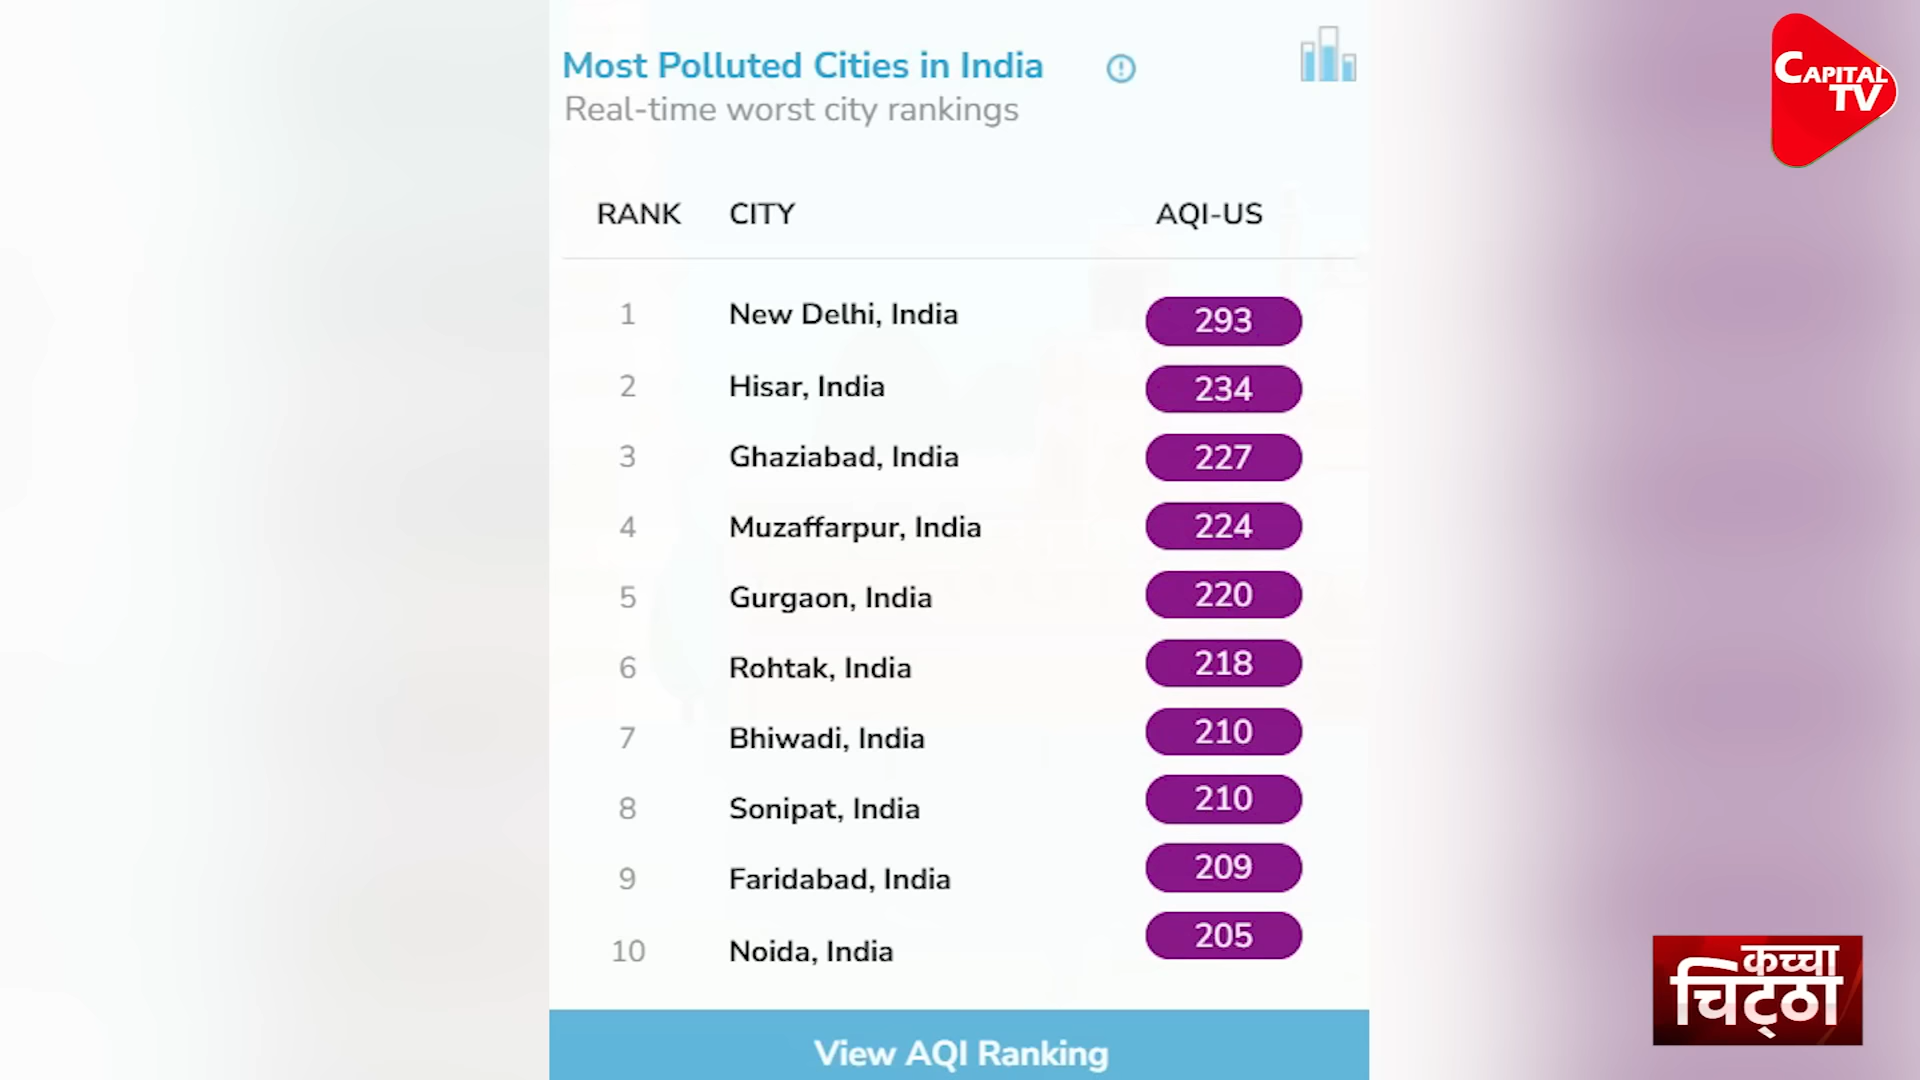 Most Polluted Cities in India
Real-time worst city rankings
CAPITAL
TV
RANK CITY AQI-US
1 New Delhi, India 293
2 Hisar, India 234
3 Ghaziabad, India 227
4 Muzaffarpur, India 224
5 Gurgaon, India 220
6 Rohtak, India 218
7 Bhiwadi, India 210
8 Sonipat, India 210
9 Faridabad, India 209
10 Noida, India 205
कच्चा
चिट्ठा
View AQI Ranking